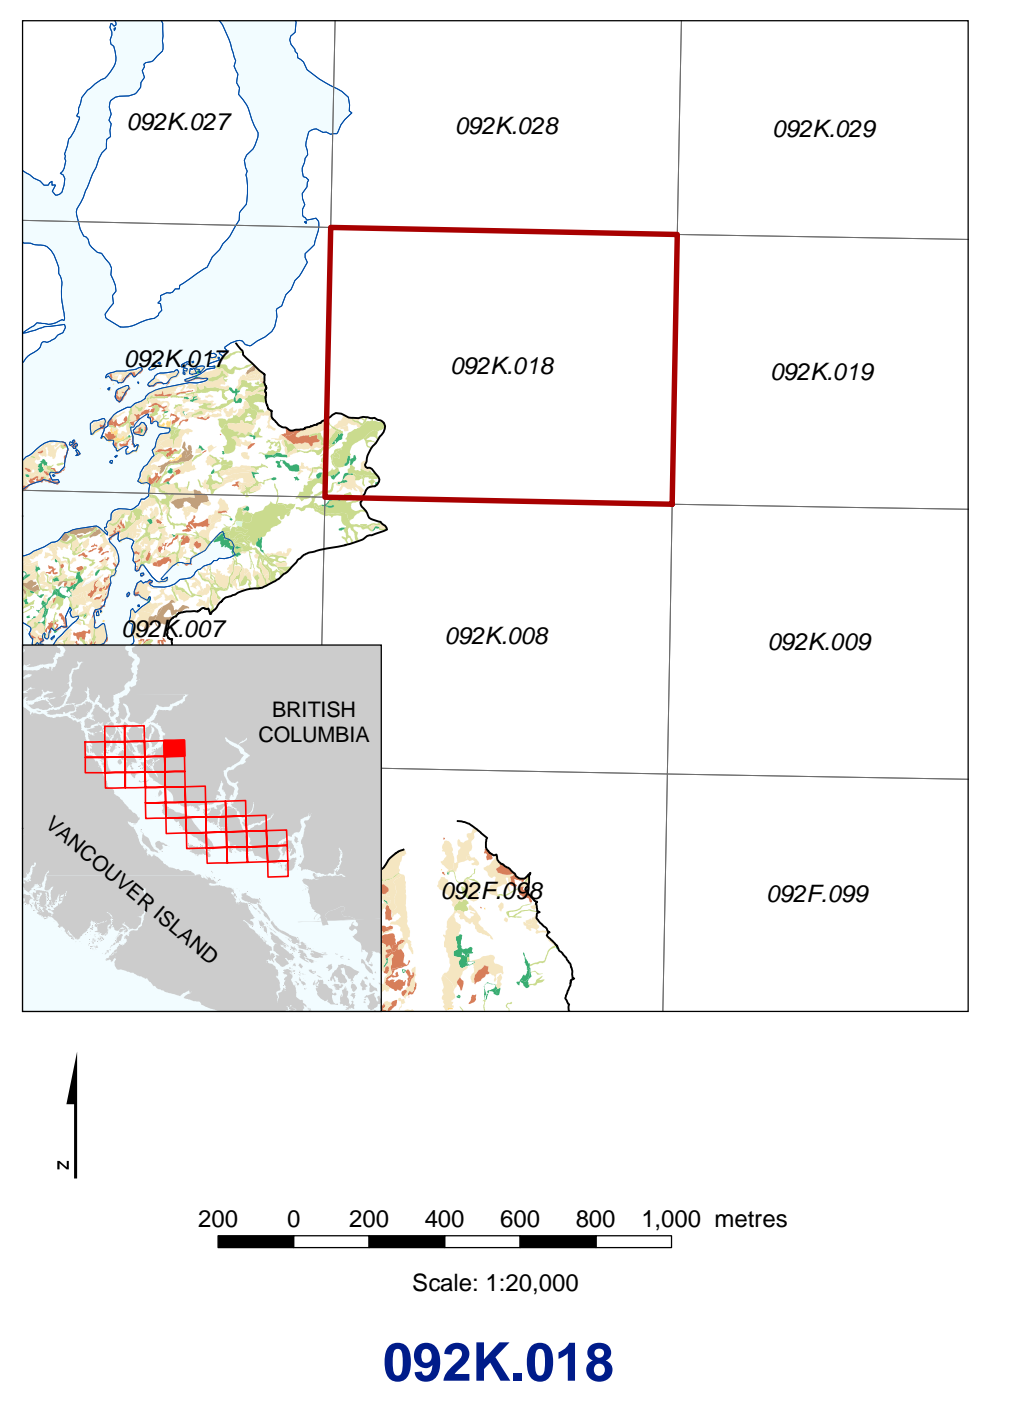 092K.027
092K.028
092K.029
092K.017
092K.018
092K.019
092K.007
092K.008
092K.009
BRITISH
COLUMBIA
VANCOUVER ISLAND
092F.098
092F.099
N
200 0 200 400 600 800 1,000 metres
Scale: 1:20,000
092K.018